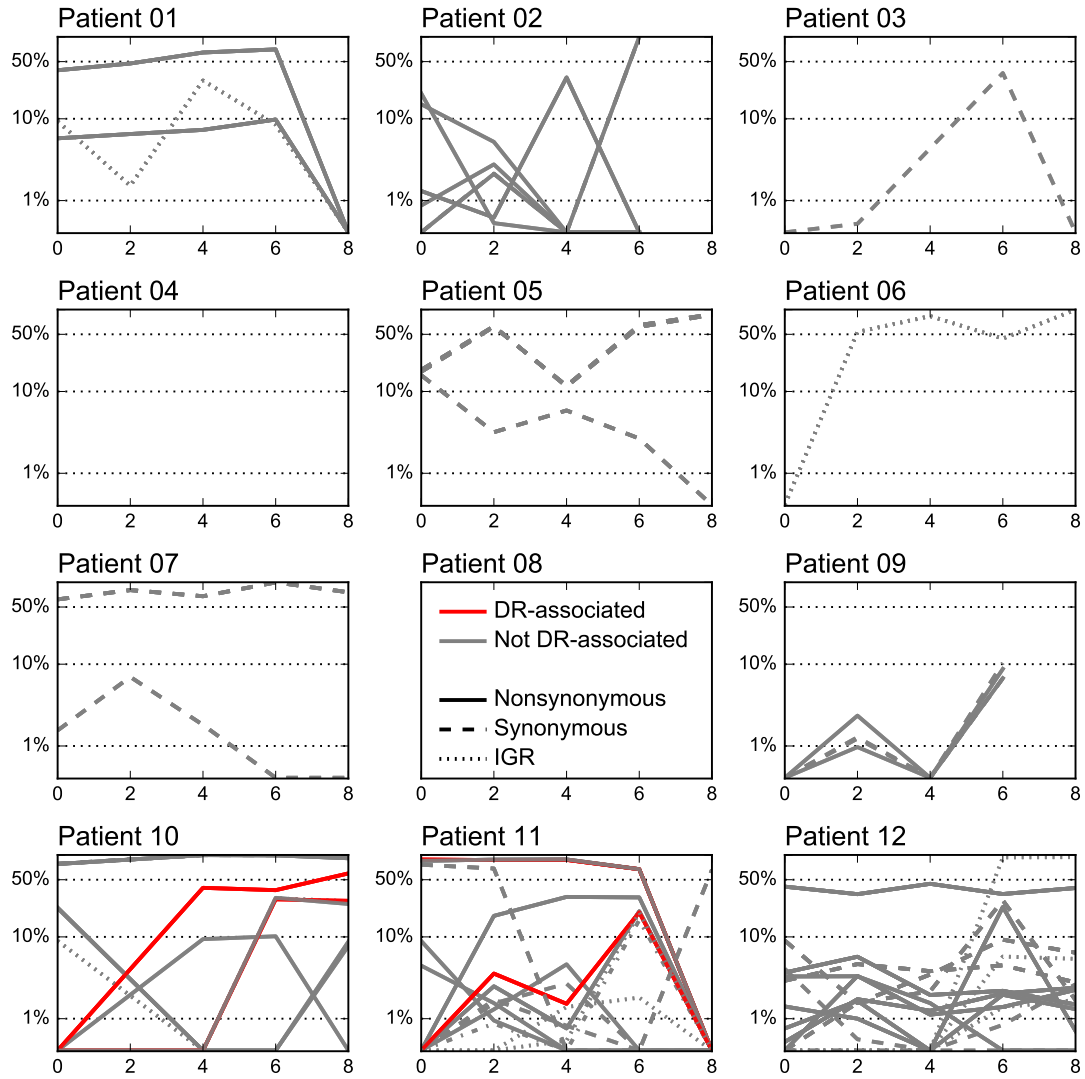 Patient 01 Patient 02 Patient 03
50% 50% 50%
10% 10% 10%
1% 1% 1%
0 2 4 6 8 0 2 4 6 8 0 2 4 6 8
Patient 04 Patient 05 Patient 06
50% 50% 50%
10% 10% 10%
1% 1% 1%
0 2 4 6 8 0 2 4 6 8 0 2 4 6 8
Patient 07 Patient 08 Patient 09
50% DR-associated 50%
Not DR-associated
10% 10%
Nonsynonymous
Synonymous
1% IGR 1%
0 2 4 6 8 0 2 4 6 8 0 2 4 6 8
Patient 10 Patient 11 Patient 12
50% 50% 50%
10% 10% 10%
1% 1% 1%
0 2 4 6 8 0 2 4 6 8 0 2 4 6 8